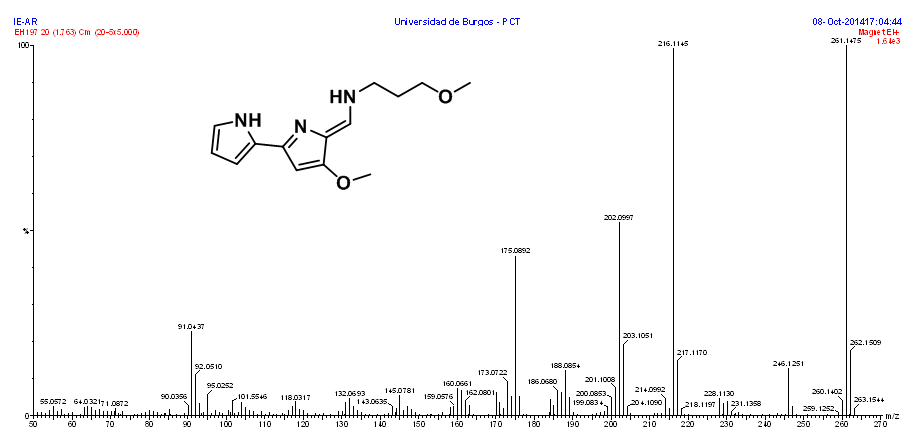 IE-AR Universidad de Burgos - PCT 08-Oct-201417:04:44
EH197 20 (1.763) Cm (20-5x5.000) Magnet EI+
1.64e3
100 216.1145 261.1475
HN
O
NH N
O
202.0997
%
175.0892
91.0437
203.1051
262.1509
217.1170
92.0510 188.0854 246.1251
173.0722
95.0252 186.0680 201.1008
160.0661
132.0693 145.0781 214.0992 260.1402
90.0356 101.5546 162.0801 200.0853 228.1130
55.0572 64.0321 71.0872 118.0317 143.0635 159.0576 199.0834 204.1090 218.1197 231.1358 259.1252 263.1544
0 m/z
50 60 70 80 90 100 110 120 130 140 150 160 170 180 190 200 210 220 230 240 250 260 270